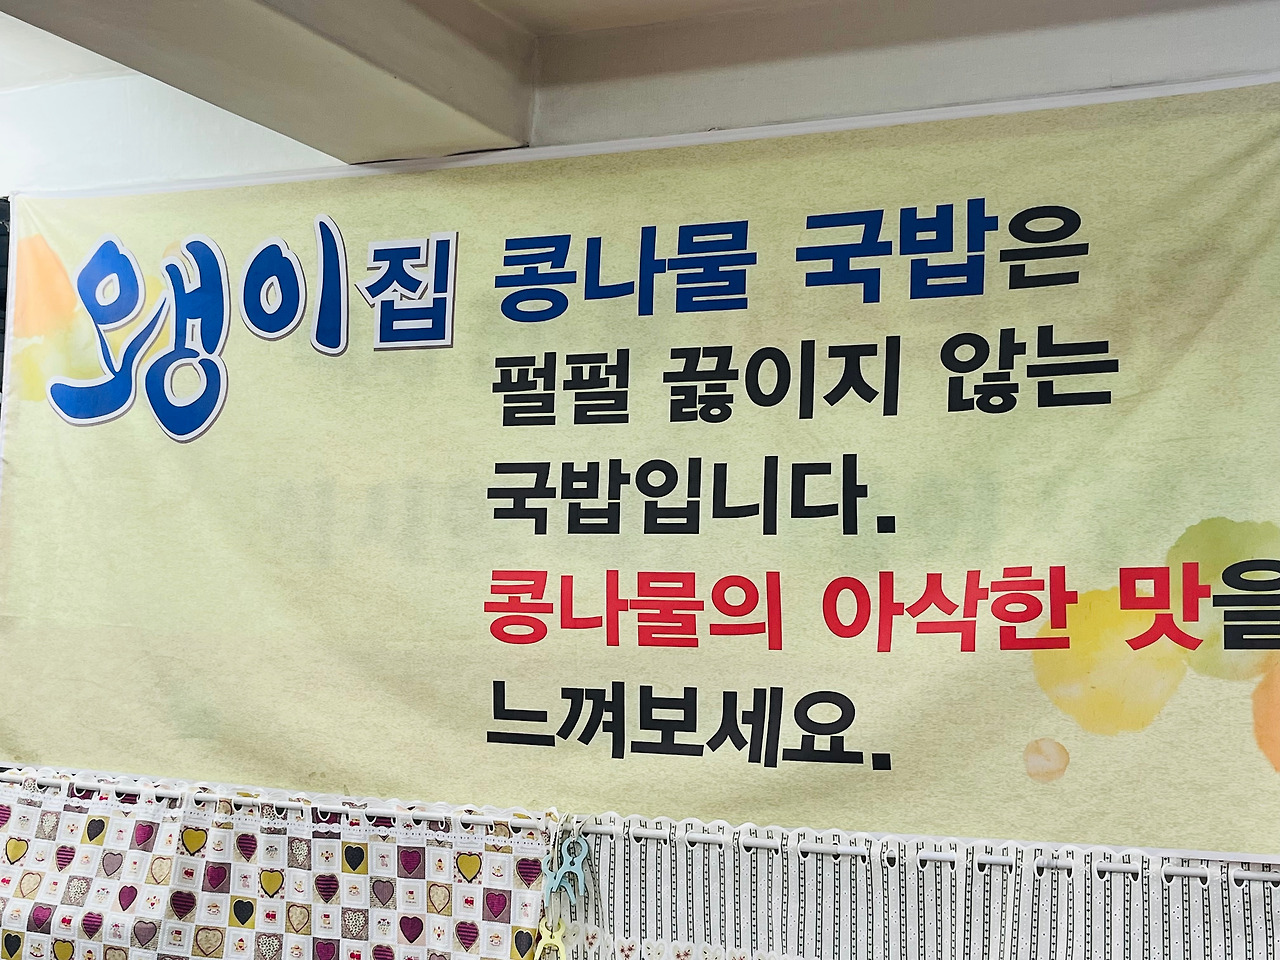 왱이집 콩나물 국밥은
펄펄 끓이지 않는
국밥입니다.
콩나물의 아삭한 맛을
느껴보세요.